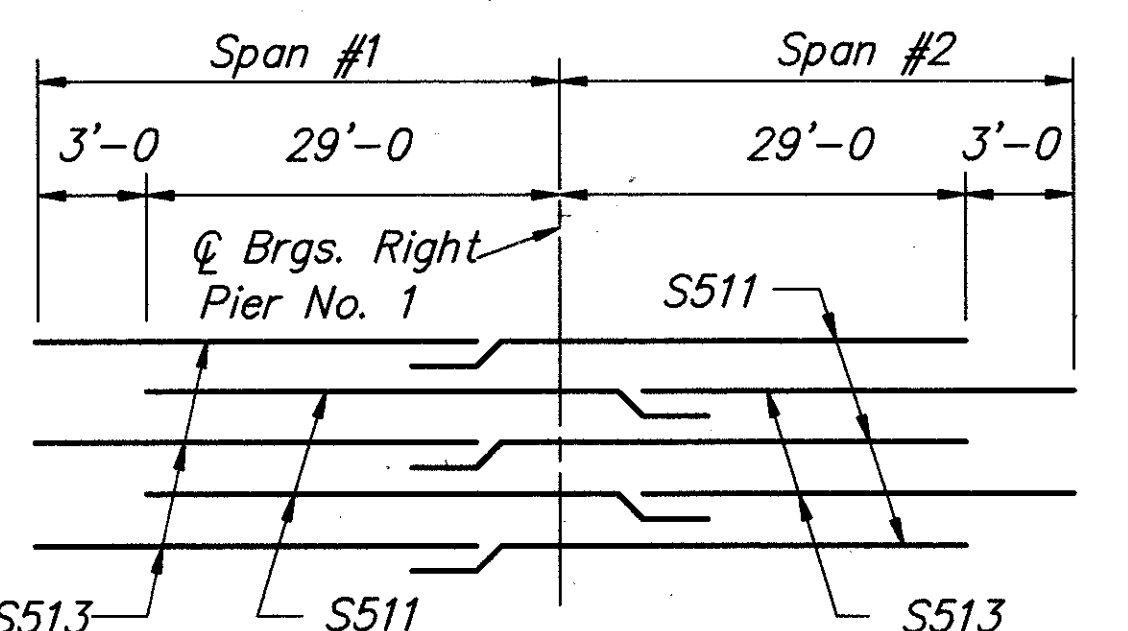 Span #1
Span #2
3'-0
29'-0
29'-0
3'-0
℄ Brgs. Right
Pier No. 1
S511
S513
S511
S513